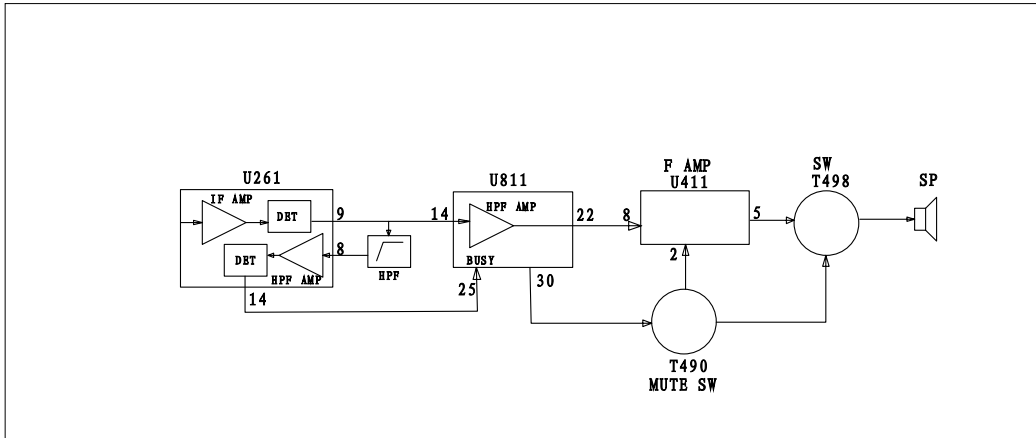 U261
IF AMP
DET
9
DET
HPF AMP
8
14
HPF
U811
14
HPF AMP
22
BUSY
25
30
F AMP
U411
8
5
2
SW
T498
SP
T490
MUTE SW